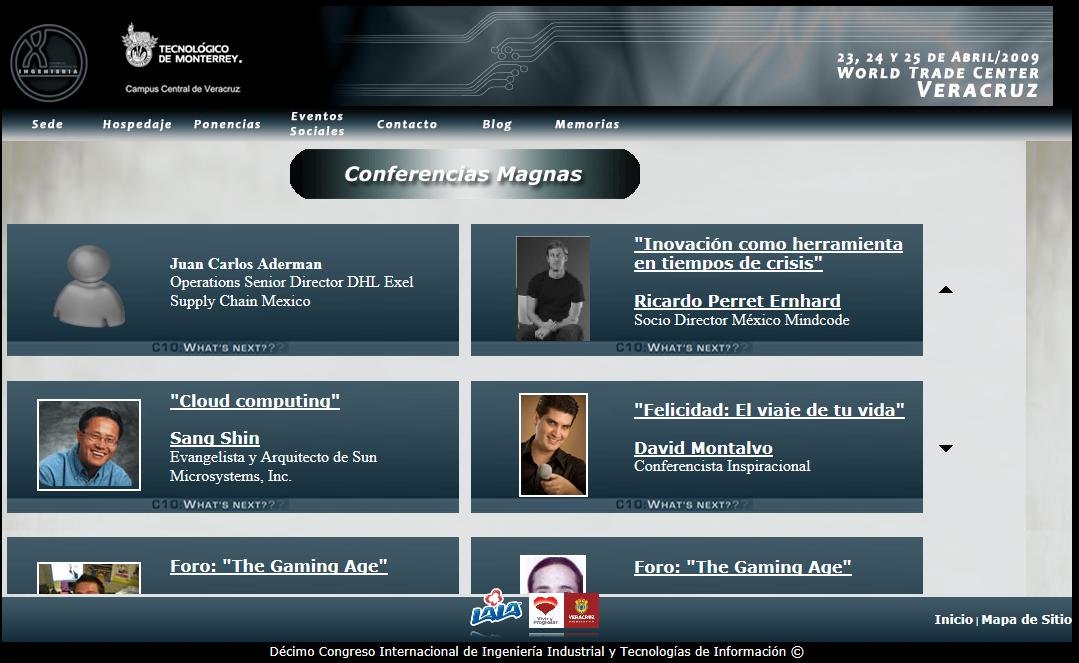 INGENIERIA
TECNOLÓGICO
DE MONTERREY.
Campus Central de Veracruz
23, 24 Y 25 DE ABRIL/2009
WORLD TRADE CENTER
VERACRUZ
Sede
Hospedaje
Ponencias
Eventos
Sociales
Contacto
Blog
Memorias
Conferencias Magnas
Juan Carlos Aderman
Operations Senior Director DHL Exel
Supply Chain Mexico
C10:WHAT'S NEXT???
"Inovación como herramienta
en tiempos de crisis"
Ricardo Perret Ernhard
Socio Director México Mindcode
C10:WHAT'S NEXT???
"Cloud computing"
Sang Shin
Evangelista y Arquitecto de Sun
Microsystems, Inc.
C10:WHAT'S NEXT???
"Felicidad: El viaje de tu vida"
David Montalvo
Conferencista Inspiracional
C10:WHAT'S NEXT???
Foro: "The Gaming Age"
Foro: "The Gaming Age"
LALA
VERACRUZ
Inicio | Mapa de Sitio
Décimo Congreso Internacional de Ingeniería Industrial y Tecnologías de Información ©